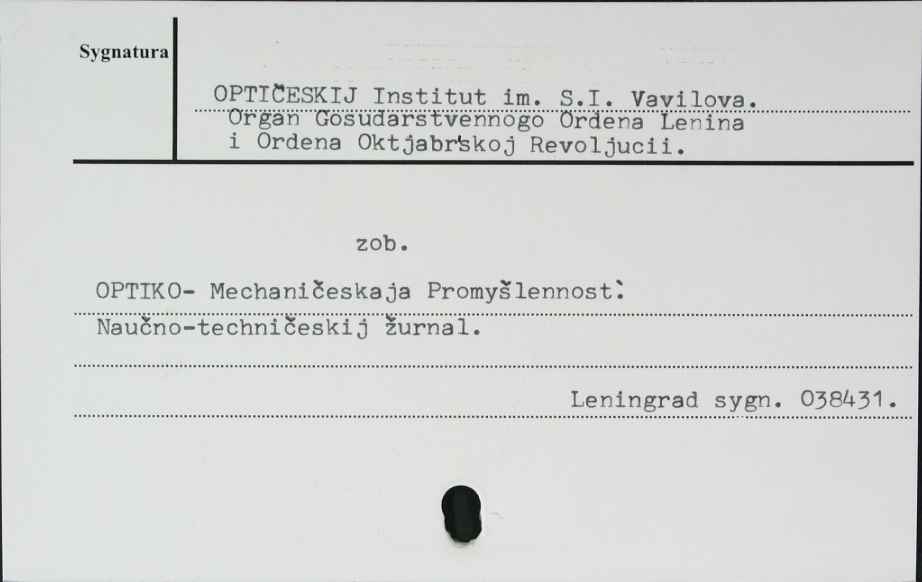 Sygnatura
OPTIČESKIJ Institut im. S.I. Vavilova.
Organ Gosudarstvennogo Ordena Lenina
i Ordena Oktjabr'skoj Revoljucii.
zob.
OPTIKO- Mechaničeskaja Promyšlennost'.
Naučno-techničeskij žurnal.
Leningrad sygn. 038431.